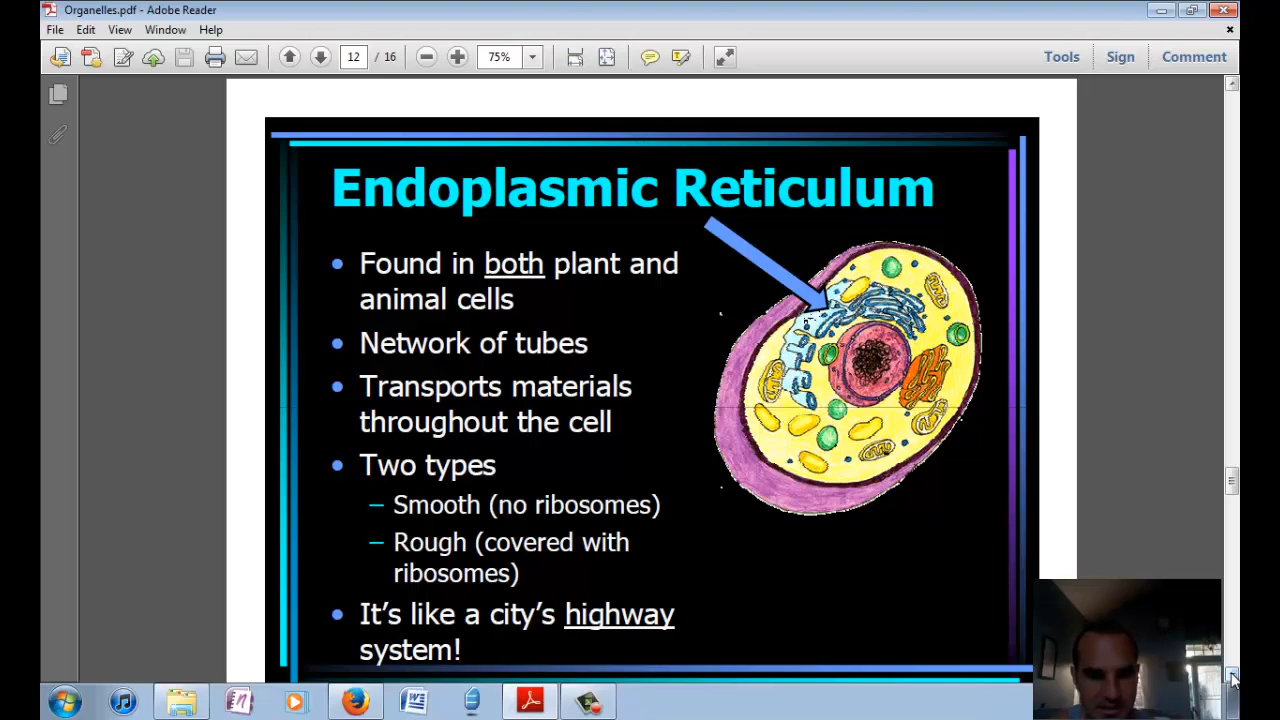 Organelles.pdf - Adobe Reader
File Edit View Window Help
12 / 16 75% Tools Sign Comment
Endoplasmic Reticulum
• Found in both plant and
animal cells
• Network of tubes
• Transports materials
throughout the cell
• Two types
– Smooth (no ribosomes)
– Rough (covered with
ribosomes)
• It's like a city's highway
system!